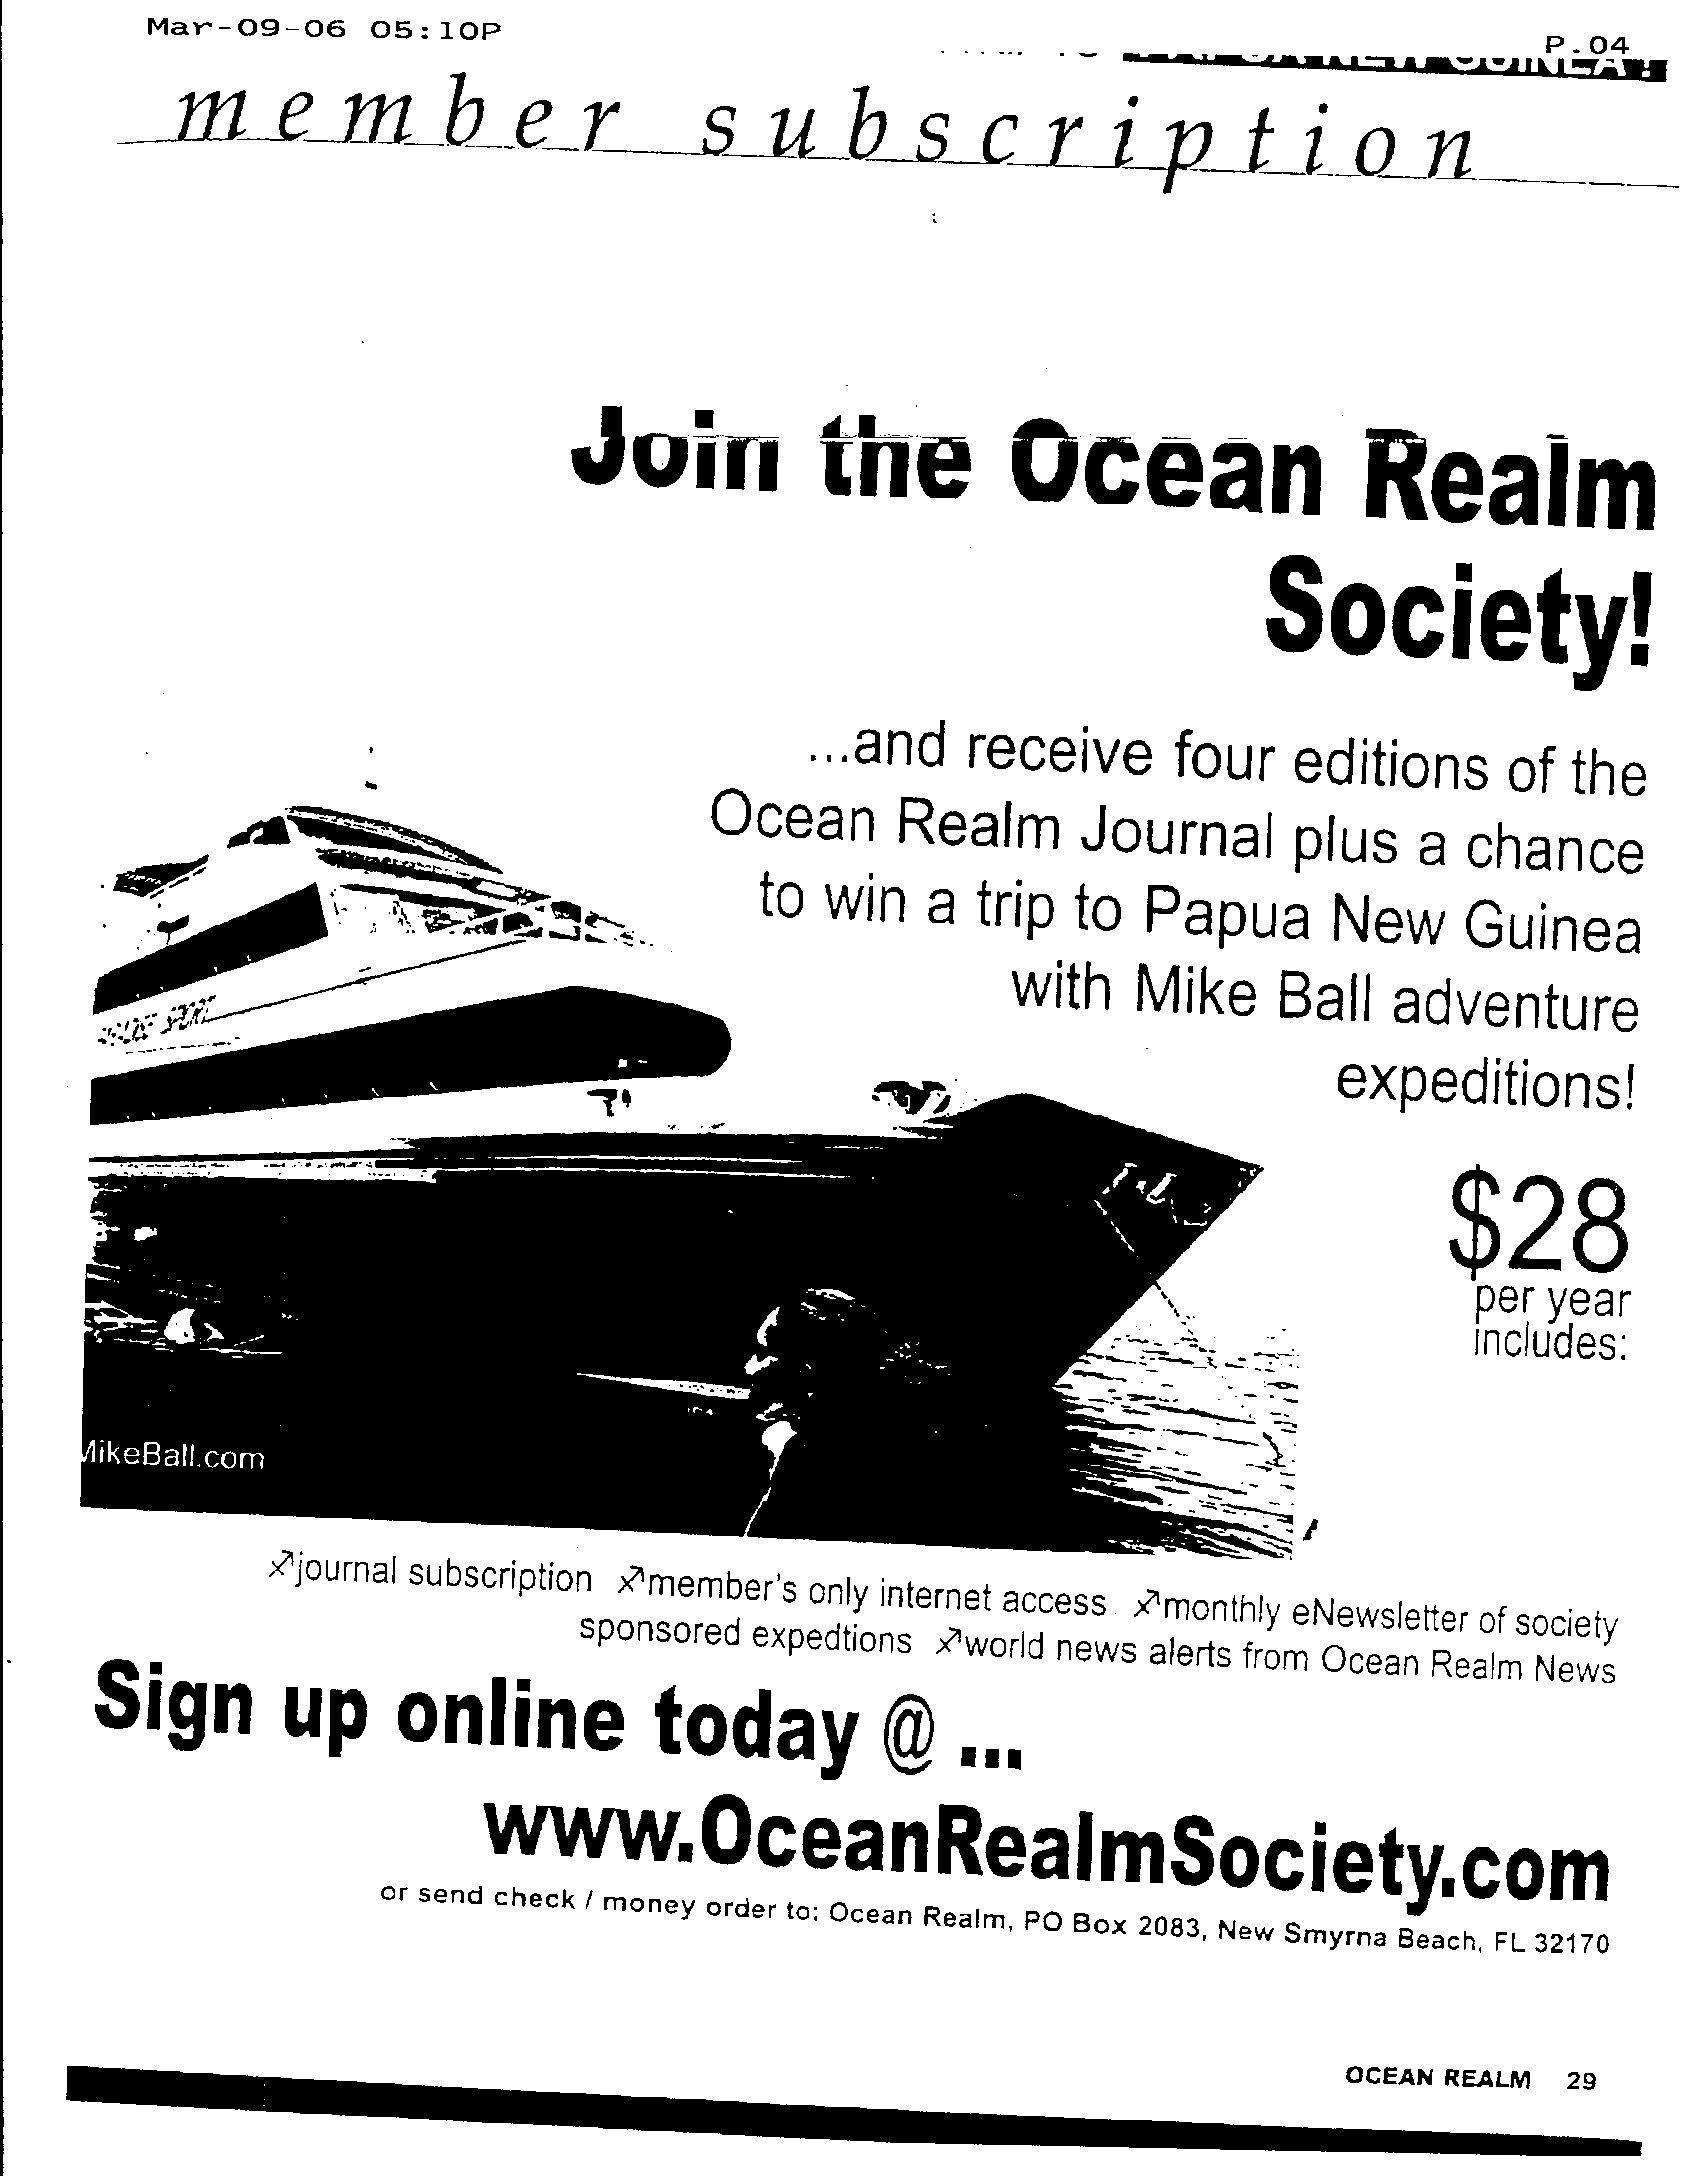 Mar-09-06 05:10P
P.04
NEW GUINEA!
member subscription
Join the Ocean Realm
Society!
...and receive four editions of the
Ocean Realm Journal plus a chance
to win a trip to Papua New Guinea
with Mike Ball adventure
expeditions!
$28
per year
includes:
SPORT
MikeBall.com
journal subscription member's only internet access monthly eNewsletter of society
sponsored expedtions world news alerts from Ocean Realm News
Sign up online today @ ...
www.OceanRealmSociety.com
or send check / money order to: Ocean Realm, PO Box 2083, New Smyrna Beach, FL 32170
OCEAN REALM 29